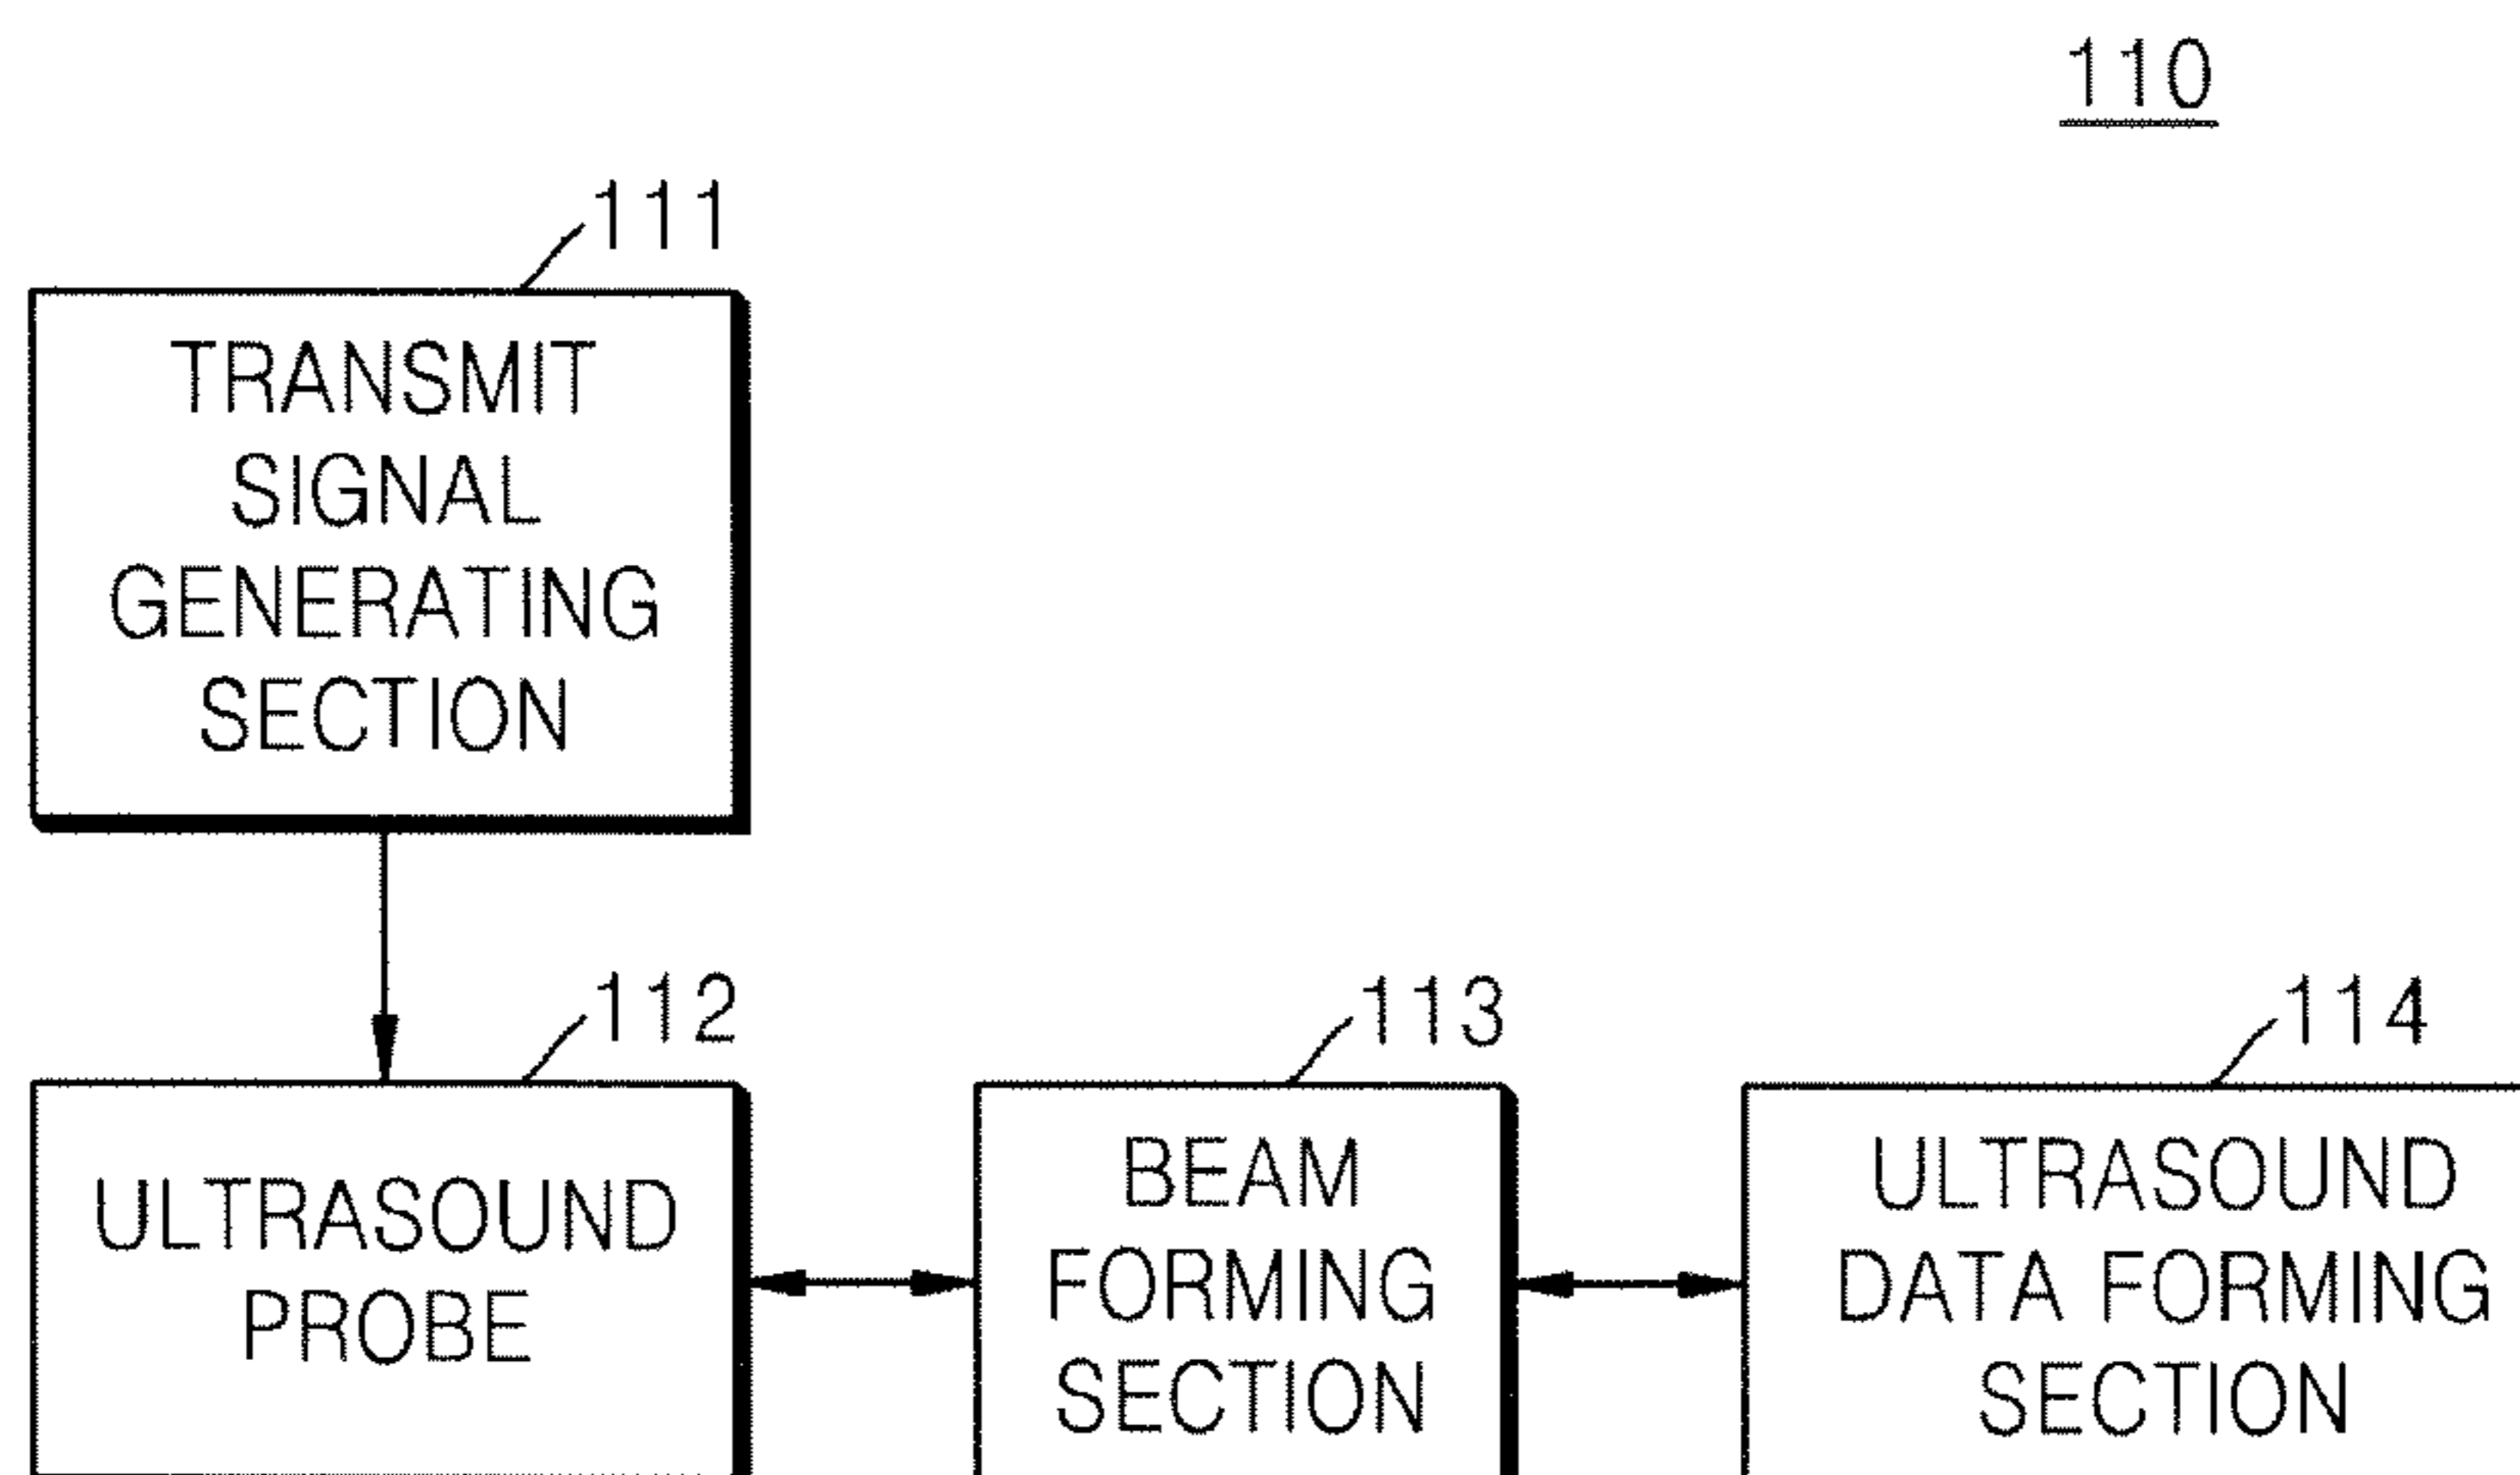 110
111
TRANSMIT
SIGNAL
GENERATING
SECTION
112
ULTRASOUND
PROBE
113
BEAM
FORMING
SECTION
114
ULTRASOUND
DATA FORMING
SECTION